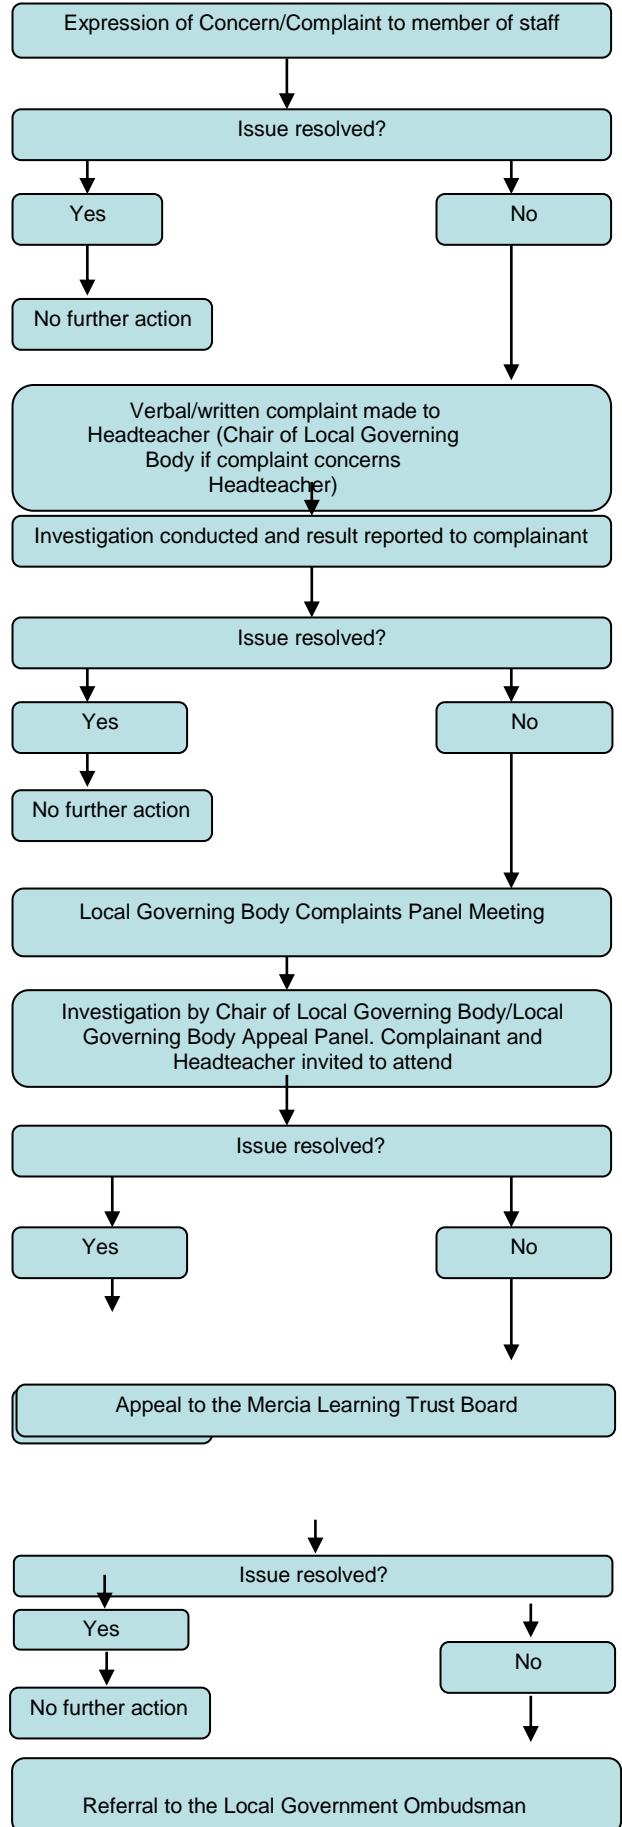 Expression of Concern/Complaint to member of staff
Issue resolved?
Yes
No
No further action
Verbal/written complaint made to
Headteacher (Chair of Local Governing
Body if complaint concerns
Headteacher)
Investigation conducted and result reported to complainant
Issue resolved?
Yes
No
No further action
Local Governing Body Complaints Panel Meeting
Investigation by Chair of Local Governing Body/Local
Governing Body Appeal Panel. Complainant and
Headteacher invited to attend
Issue resolved?
Yes
No
Appeal to the Mercia Learning Trust Board
Issue resolved?
Yes
No
No further action
Referral to the Local Government Ombudsman